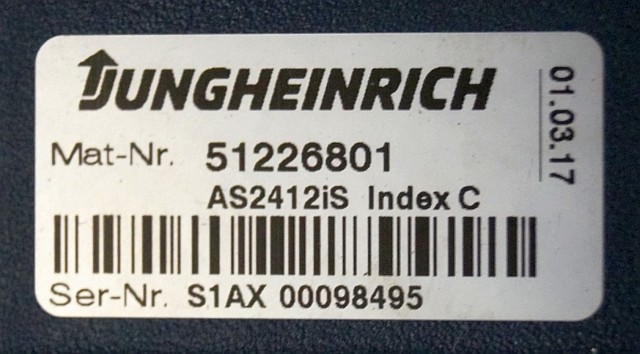 JUNGHEINRICH
01.03.17
Mat-Nr. 51226801
AS2412iS Index C
Ser-Nr. S1AX 00098495